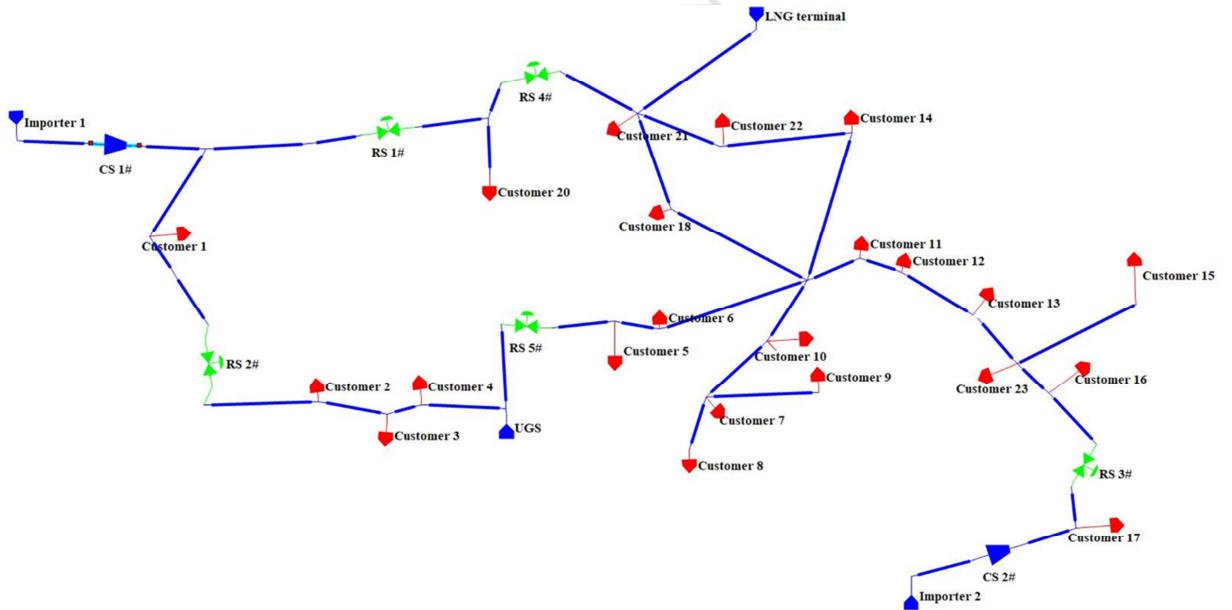 LNG terminal
RS 4#
Importer 1
RS 1#
Customer 22
Customer 14
Customer 21
CS 1#
Customer 20
Customer 18
Customer 1
Customer 11
Customer 12
Customer 15
Customer 13
Customer 6
RS 5#
Customer 5
Customer 10
RS 2#
Customer 9
Customer 16
Customer 23
Customer 2
Customer 4
Customer 7
UGS
Customer 3
Customer 8
RS 3#
Customer 17
CS 2#
Importer 2